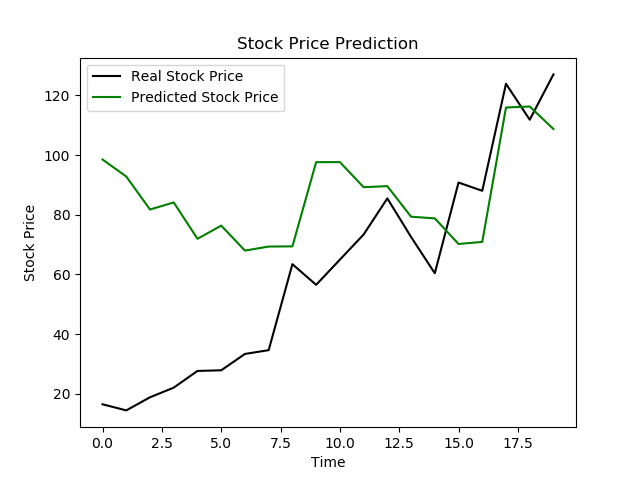 Stock Price Prediction
Real Stock Price
Predicted Stock Price
120
100
80
60
40
20
Stock Price
0.0 2.5 5.0 7.5 10.0 12.5 15.0 17.5
Time